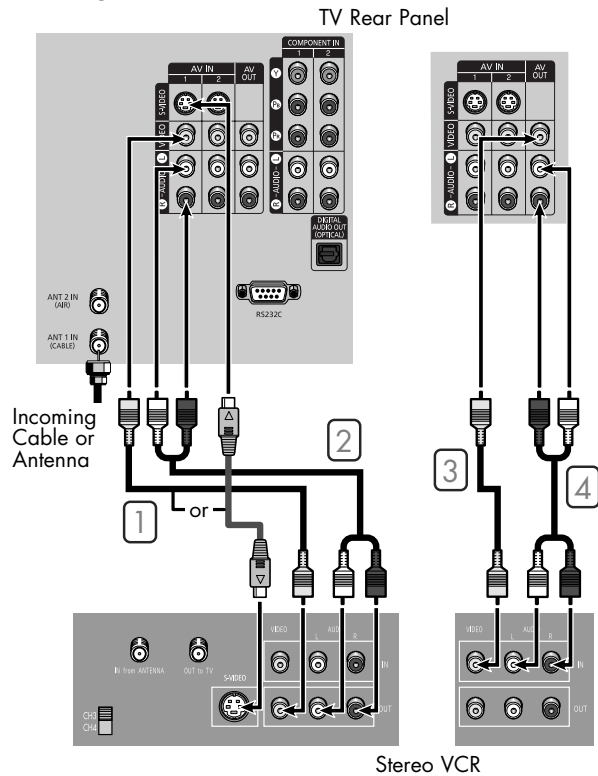 TV Rear Panel
COMPONENT IN
1 2
AV IN
AV OUT
1 2
S-VIDEO
VIDEO
L
-AUDIO-
R
Y
PB
PR
L
-AUDIO-
R
DIGITAL
AUDIO OUT
(OPTICAL)
ANT 2 IN
(AIR)
ANT 1 IN
(CABLE)
RS232C
AV IN
AV OUT
1 2
S-VIDEO
VIDEO
L
-AUDIO-
R
Incoming
Cable or
Antenna
1
or
2
3
4
IN from ANTENNA
OUT to TV
S-VIDEO
CH3
CH4
VIDEO
L
R
IN
OUT
VIDEO
L
R
IN
OUT
Stereo VCR